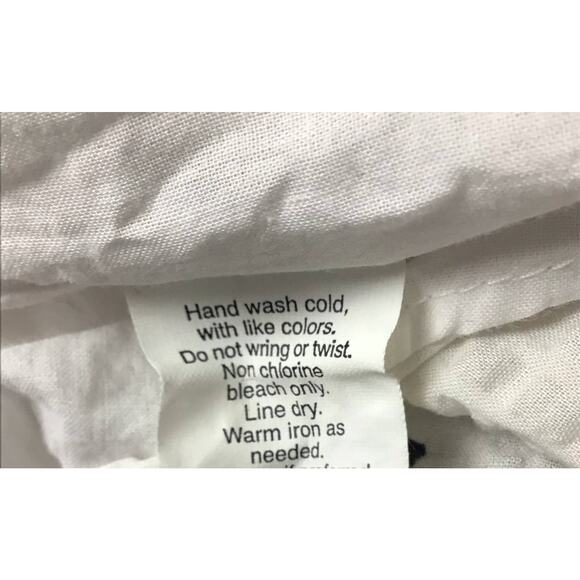 Hand wash cold,
with like colors.
Do not wring or twist.
Non chlorine
bleach only.
Line dry.
Warm iron as
needed.